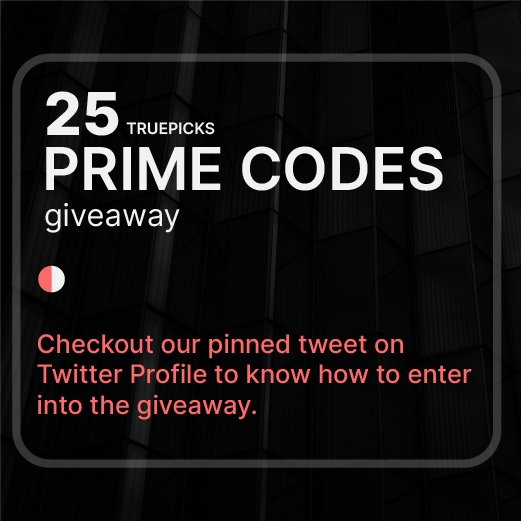 25 TRUEPICKS
PRIME CODES
giveaway
Checkout our pinned tweet on
Twitter Profile to know how to enter
into the giveaway.